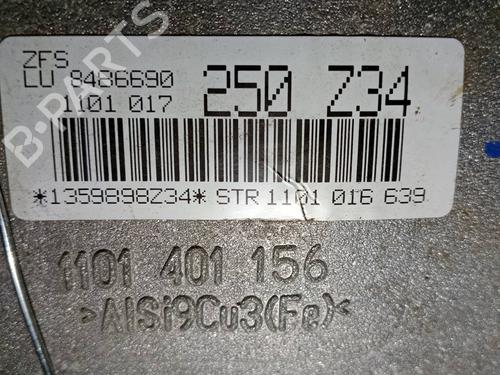 B-PARTS
ZFS
LU 8486690
1101 017
250 Z34
*1359898Z34* STR 1101 016 639
1101 401 156
>AlSi9Cu3(Fe)<